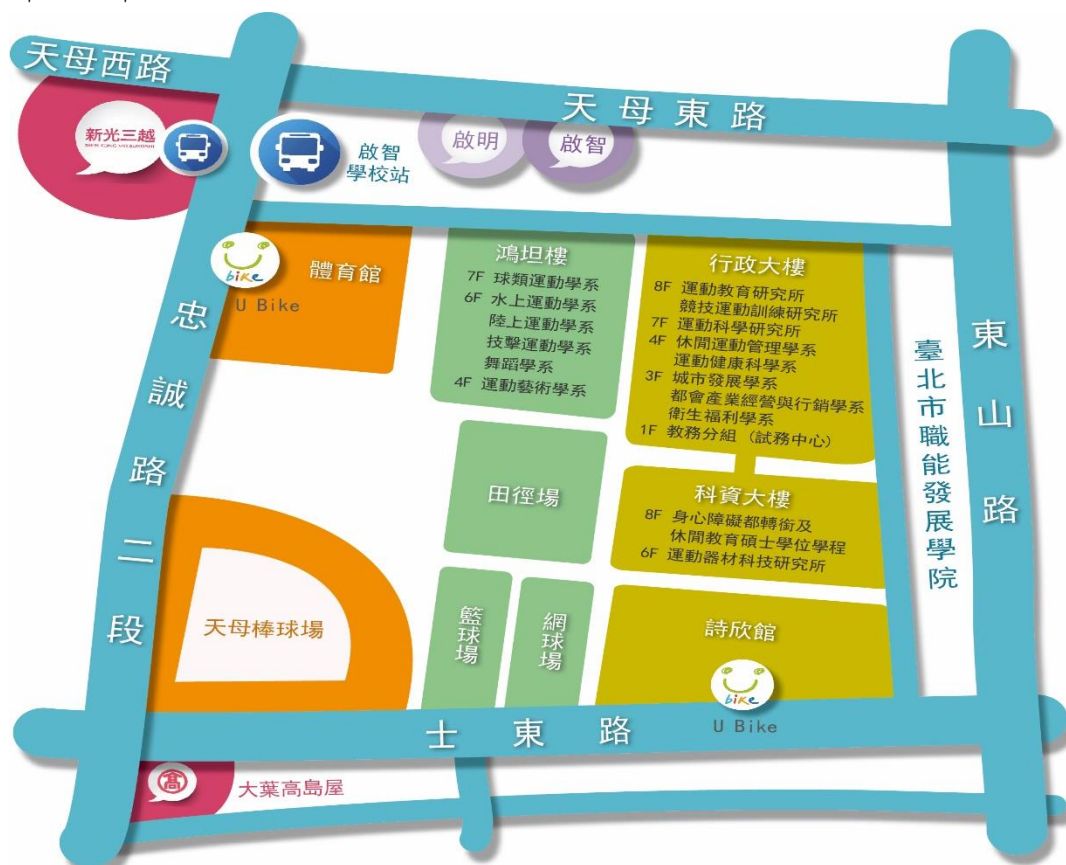 天母西路
天母東路
新光三越
啟智
學校站
啟明
啟智
bike
U Bike
體育館
鴻坦樓
7F 球類運動學系
6F 水上運動學系
陸上運動學系
技擊運動學系
舞蹈學系
4F 運動藝術學系
行政大樓
8F 運動教育研究所
競技運動訓練研究所
7F 運動科學研究所
4F 休閒運動管理學系
運動健康科學系
3F 城市發展學系
都會產業經營與行銷學系
衛生福利學系
1F 教務分組（試務中心）
忠誠路二段
東山路
臺北市職能發展學院
田徑場
科資大樓
8F 身心障礙都轉銜及
休閒教育碩士學位學程
6F 運動器材科技研究所
天母棒球場
籃球場
網球場
詩欣館
bike
U Bike
士東路
高
大葉高島屋